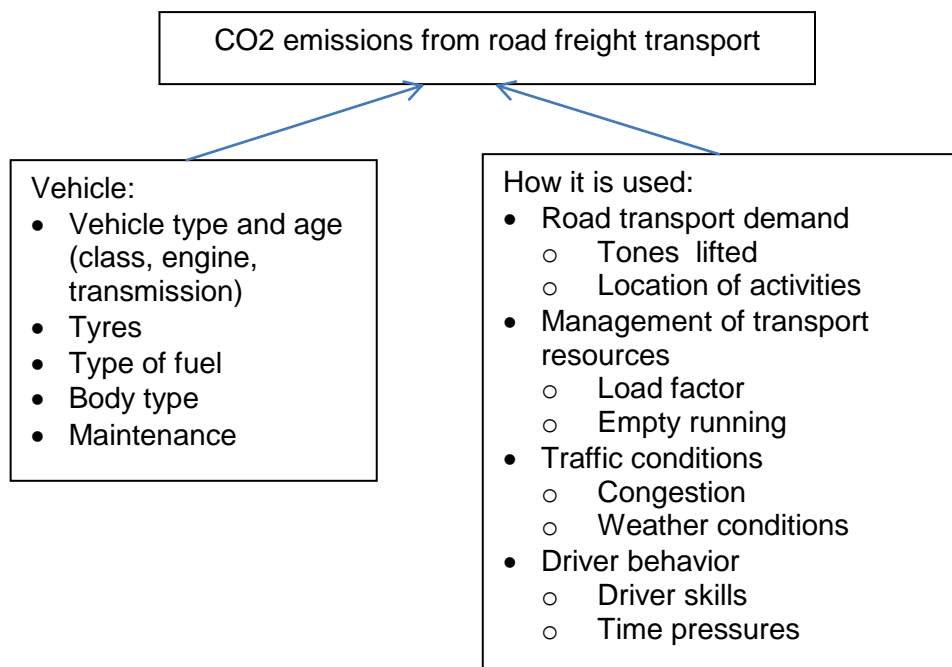 CO2 emissions from road freight transport
Vehicle:
• Vehicle type and age
(class, engine,
transmission)
• Tyres
• Type of fuel
• Body type
• Maintenance
How it is used:
• Road transport demand
o Tones lifted
o Location of activities
• Management of transport
resources
o Load factor
o Empty running
• Traffic conditions
o Congestion
o Weather conditions
• Driver behavior
o Driver skills
o Time pressures